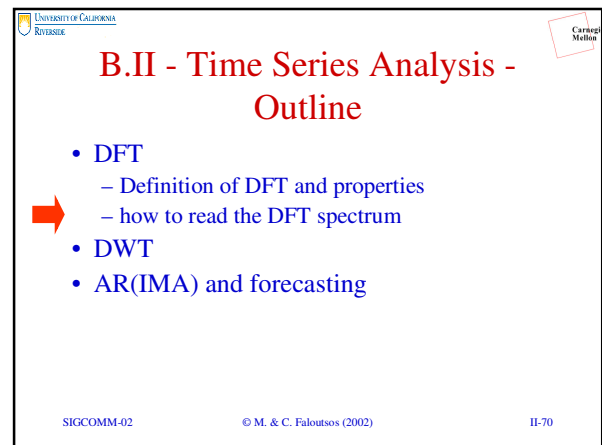 UNIVERSITY OF CALIFORNIA
RIVERSIDE
Carnegi
Mellon
B.II - Time Series Analysis -
Outline
• DFT
– Definition of DFT and properties
– how to read the DFT spectrum
• DWT
• AR(IMA) and forecasting
SIGCOMM-02 © M. & C. Faloutsos (2002) II-70